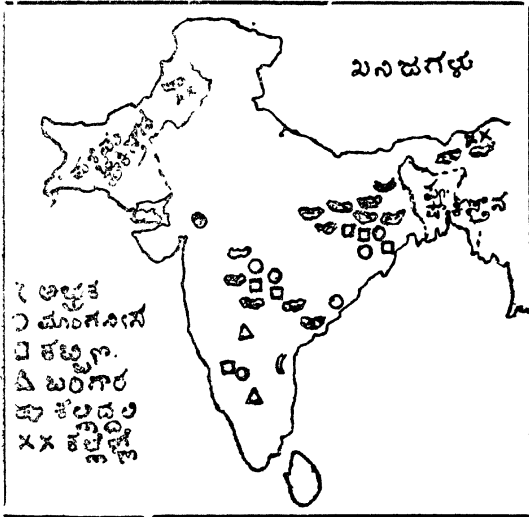 ಖನಿಜಗಳು
ಅಭ್ರಕ
ಮಾಂಗನೀಸ
ಕಬ್ಬಿಣ.
ಬಂಗಾರ
ಕಲ್ಲಿದ್ದಲಿ
ಕಲ್ಲೆಣ್ಣೆ